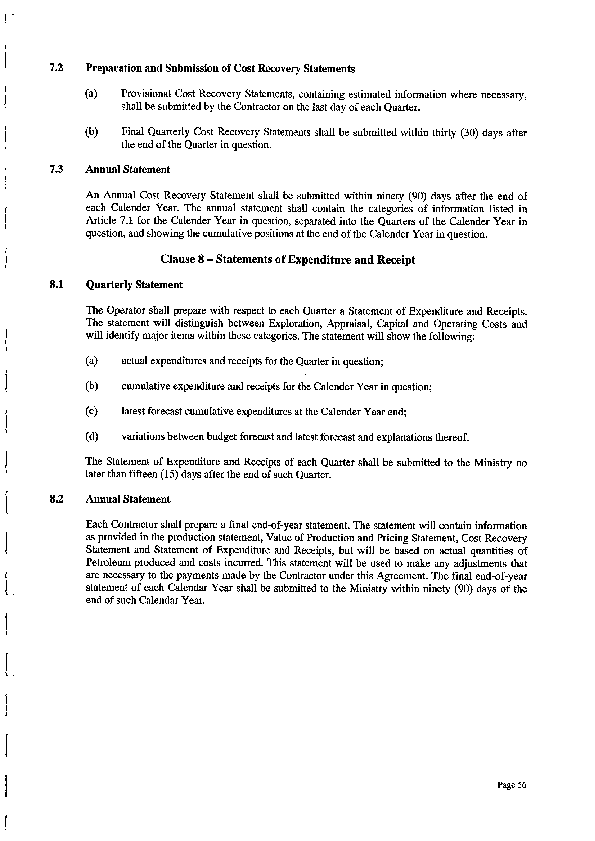 7.2 Preparation and Submission of Cost Recovery Statements
(a) Provisional Cost Recovery Statements, containing estimated information where necessary,
shall be submitted by the Contractor on the last day of each Quarter.
(b) Final Quarterly Cost Recovery Statements shall be submitted within thirty (30) days after
the end of the Quarter in question.
7.3 Annual Statement
An Annual Cost Recovery Statement shall be submitted within ninety (90) days after the end of
each Calendar Year. The annual statement shall contain the categories of information listed in
Article 7.1 for the Calendar Year in question, separated into the Quarters of the Calendar Year in
question, and showing the cumulative positions at the end of the Calendar Year in question.
Clause 8 – Statements of Expenditure and Receipt
8.1 Quarterly Statement
The Operator shall prepare with respect to each Quarter a Statement of Expenditure and Receipts.
The statement will distinguish between Exploration, Appraisal, Capital and Operating Costs and
will identify major items within these categories. The statement will show the following:
(a) actual expenditures and receipts for the Quarter in question;
(b) cumulative expenditure and receipts for the Calendar Year in question;
(c) latest forecast cumulative expenditures at the Calendar Year end;
(d) variations between budget forecast and latest forecast and explanations thereof.
The Statement of Expenditure and Receipts of each Quarter shall be submitted to the Ministry no
later than fifteen (15) days after the end of such Quarter.
8.2 Annual Statement
Each Contractor shall prepare a final end-of-year statement. The statement will contain information
as provided in the production statement, Value of Production and Pricing Statement, Cost Recovery
Statement and Statement of Expenditure and Receipts, but will be based on actual quantities of
Petroleum produced and costs incurred. This statement will be used to make any adjustments that
are necessary to the payments made by the Contractor under this Agreement. The final end-of-year
statement of each Calendar Year shall be submitted to the Ministry within ninety (90) days of the
end of such Calendar Year.
Page 56